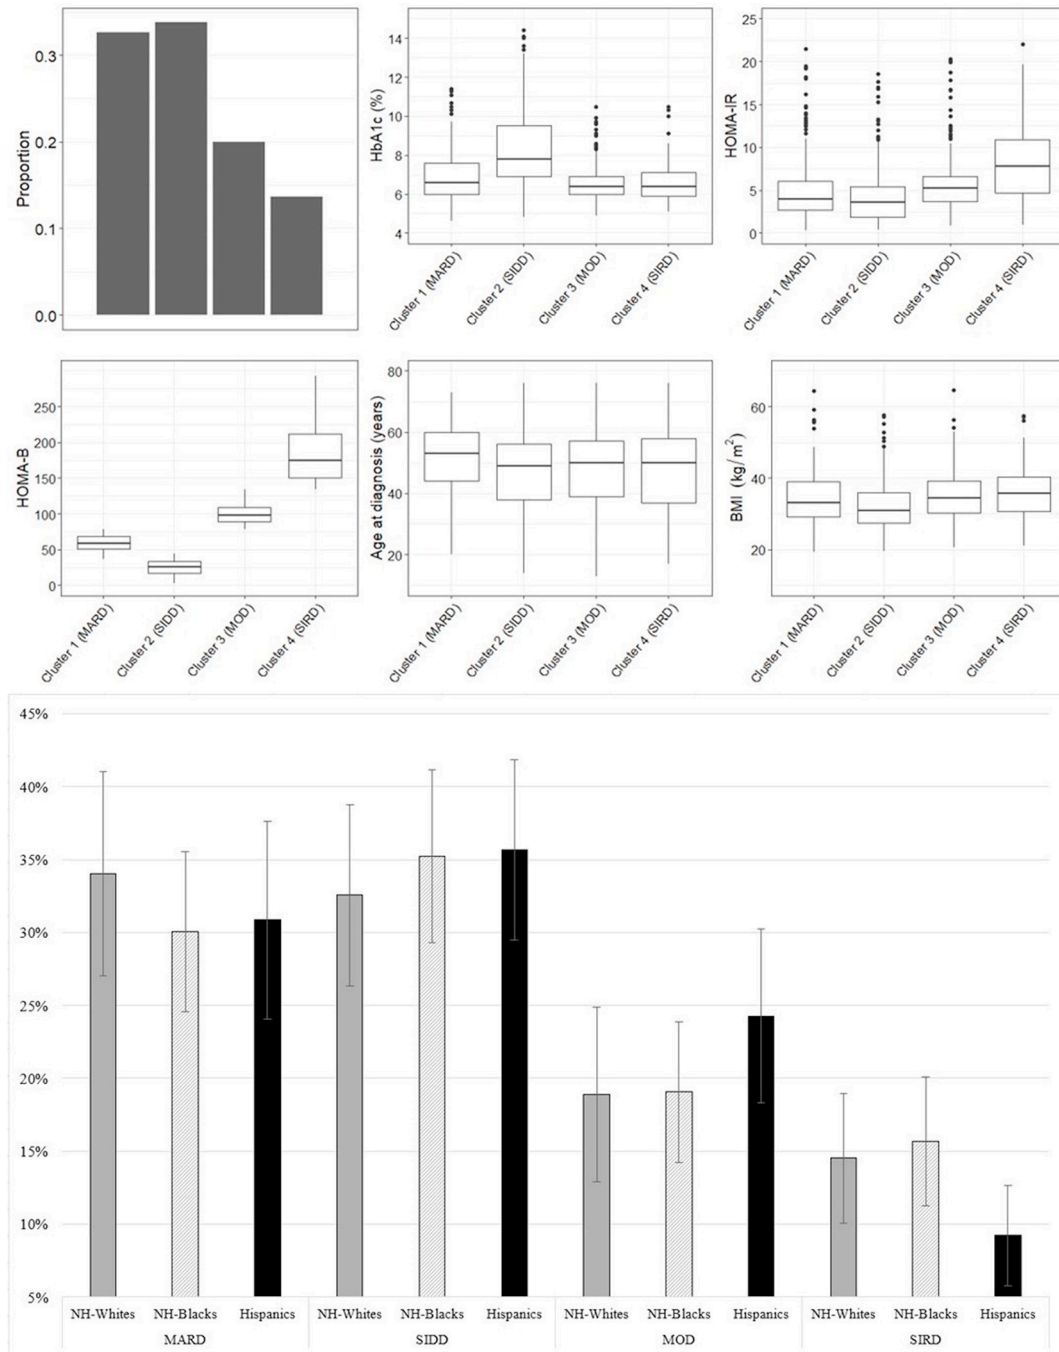 Proportion
0.3
0.2
0.1
0.0
HbA1c (%)
14
12
10
8
6
4
Cluster 1 (MARD)
Cluster 2 (SIDD)
Cluster 3 (MOD)
Cluster 4 (SIRD)
HOMA-IR
25
20
15
10
5
0
Cluster 1 (MARD)
Cluster 2 (SIDD)
Cluster 3 (MOD)
Cluster 4 (SIRD)
HOMA-B
250
200
150
100
50
0
Cluster 1 (MARD)
Cluster 2 (SIDD)
Cluster 3 (MOD)
Cluster 4 (SIRD)
Age at diagnosis (years)
80
60
40
20
Cluster 1 (MARD)
Cluster 2 (SIDD)
Cluster 3 (MOD)
Cluster 4 (SIRD)
BMI (kg/m²)
60
40
20
Cluster 1 (MARD)
Cluster 2 (SIDD)
Cluster 3 (MOD)
Cluster 4 (SIRD)
45%
40%
35%
30%
25%
20%
15%
10%
5%
NH-Whites NH-Blacks Hispanics NH-Whites NH-Blacks Hispanics NH-Whites NH-Blacks Hispanics NH-Whites NH-Blacks Hispanics
MARD SIDD MOD SIRD